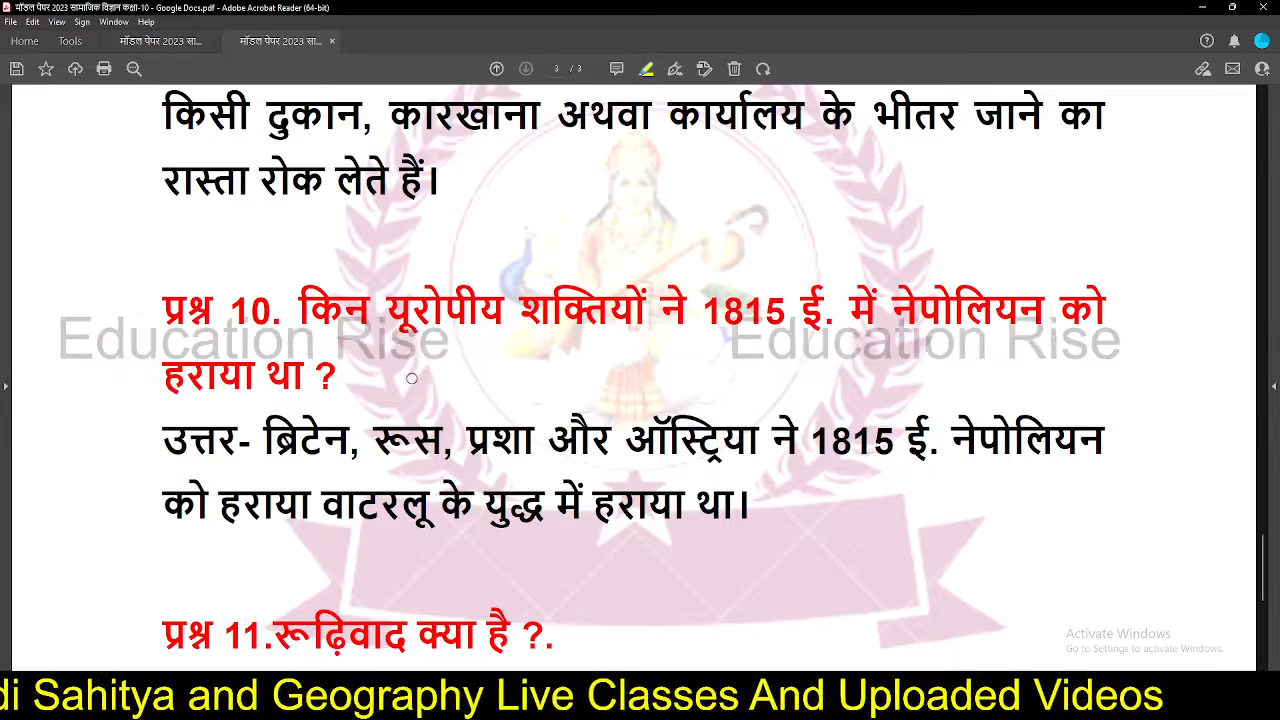 मॉडल पेपर 2023 सामाजिक विज्ञान कक्षा-10 - Google Docs.pdf - Adobe Acrobat Reader (64-bit)
File Edit View Sign Window Help
Home Tools मॉडल पेपर 2023 सा... मॉडल पेपर 2023 सा... ×
3 / 3
किसी दुकान, कारखाना अथवा कार्यालय के भीतर जाने का
रास्ता रोक लेते हैं।
प्रश्न 10. किन यूरोपीय शक्तियों ने 1815 ई. में नेपोलियन को
Education Rise Education Rise
हराया था ?
उत्तर- ब्रिटेन, रूस, प्रशा और ऑस्ट्रिया ने 1815 ई. नेपोलियन
को हराया वाटरलू के युद्ध में हराया था।
प्रश्न 11.रूढ़िवाद क्या है ?.
Activate Windows
Go to Settings to activate Windows.
di Sahitya and Geography Live Classes And Uploaded Videos